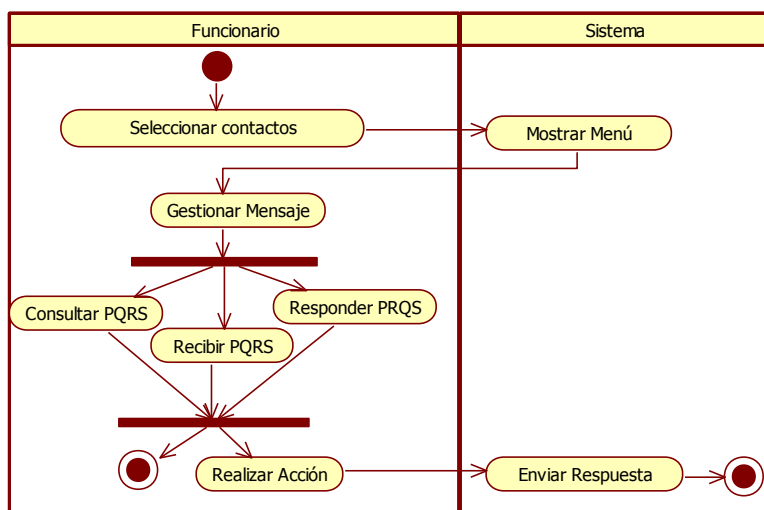 Funcionario
Sistema
Seleccionar contactos
Mostrar Menú
Gestionar Mensaje
Consultar PQRS
Responder PRQS
Recibir PQRS
Realizar Acción
Enviar Respuesta